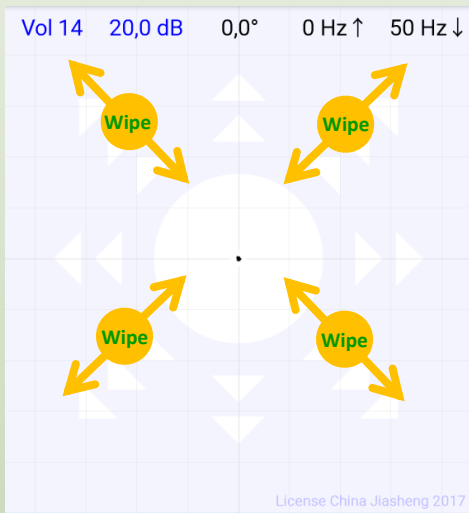 Vol 14 20,0 dB 0,0° 0 Hz↑ 50 Hz↓
Wipe Wipe
Wipe Wipe
License China Jiasheng 2017